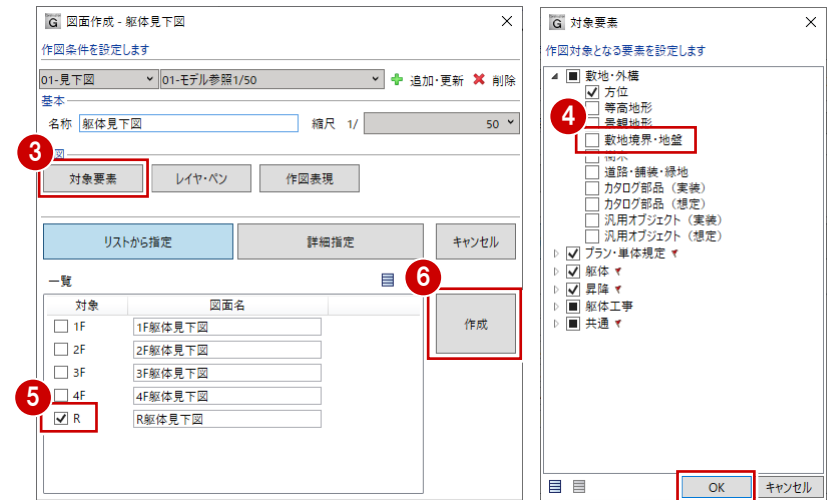 G 図面作成 - 躯体見下図
作図条件を設定します
01-見下図 01-モデル参照1/50 追加・更新 削除
基本
名称 躯体見下図 縮尺 1/ 50
3
図
対象要素 レイヤ・ペン 作図表現
リストから指定 詳細指定 キャンセル
一覧
6
対象 図面名
作成
1F 1F躯体見下図
2F 2F躯体見下図
3F 3F躯体見下図
5
4F 4F躯体見下図
R R躯体見下図
G 対象要素
作図対象となる要素を設定します
敷地・外構
方位
等高地形
4
景観地形
敷地境界・地盤
樹木
道路・舗装・緑地
カタログ部品（実装）
カタログ部品（想定）
汎用オブジェクト（実装）
汎用オブジェクト（想定）
プラン・単体規定
躯体
昇降
躯体工事
共通
OK キャンセル